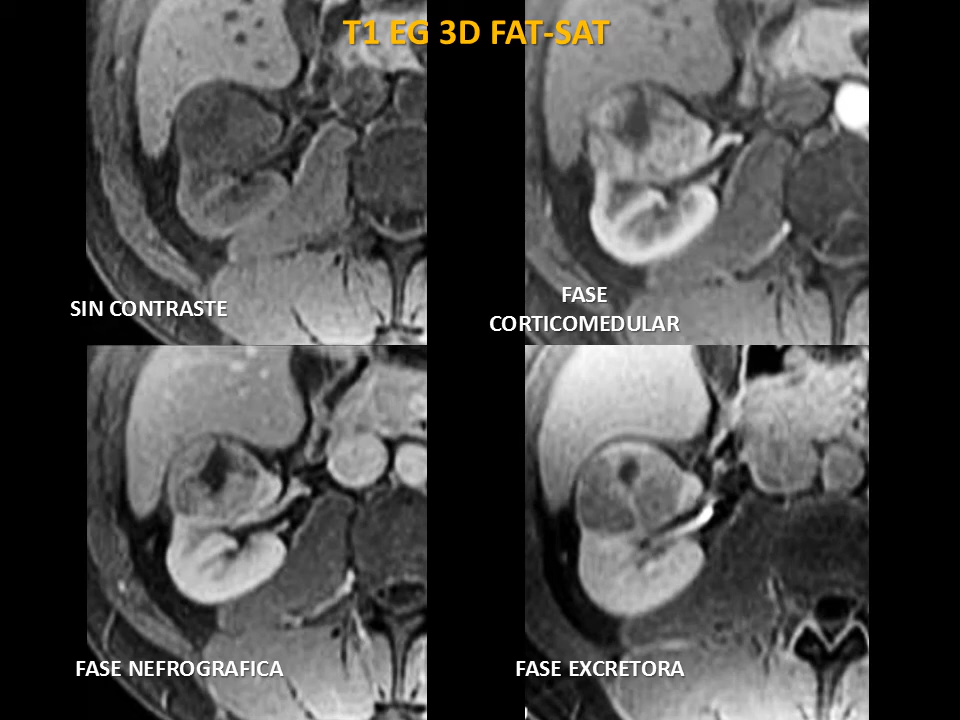 T1 EG 3D FAT-SAT
SIN CONTRASTE
FASE
CORTICOMEDULAR
FASE NEFROGRAFICA
FASE EXCRETORA